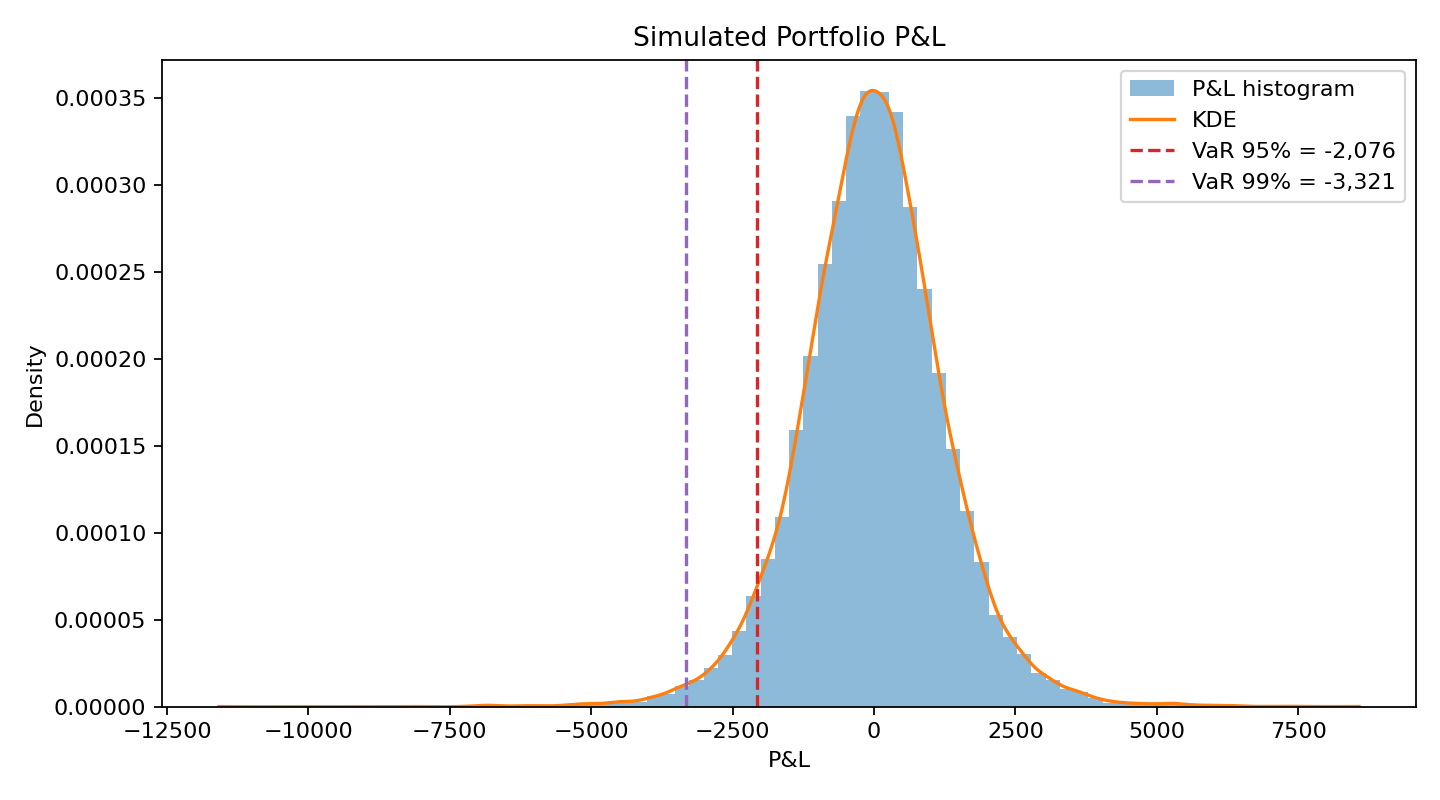 Simulated Portfolio P&L
P&L histogram
KDE
VaR 95% = -2,076
VaR 99% = -3,321
Density
0.00035
0.00030
0.00025
0.00020
0.00015
0.00010
0.00005
0.00000
−12500 −10000 −7500 −5000 −2500 0 2500 5000 7500
P&L